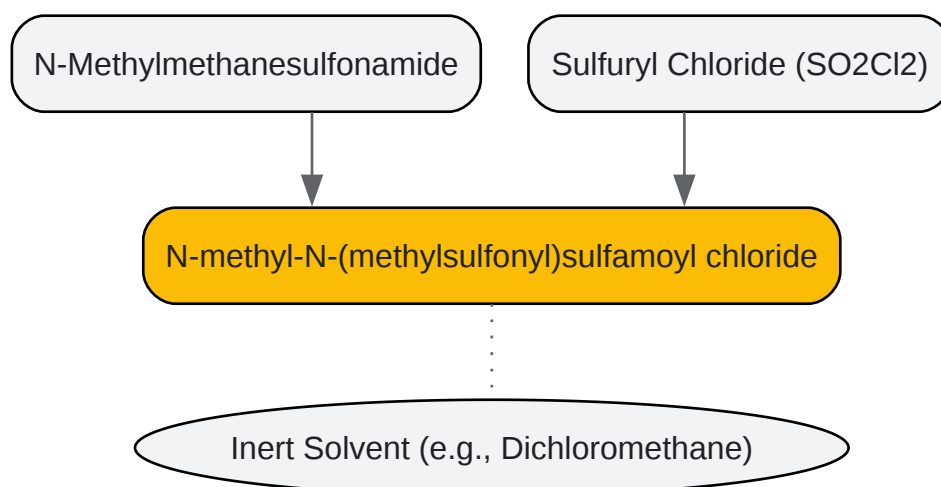 N-Methylmethanesulfonamide
Sulfuryl Chloride (SO2Cl2)
N-methyl-N-(methylsulfonyl)sulfamoyl chloride
Inert Solvent (e.g., Dichloromethane)